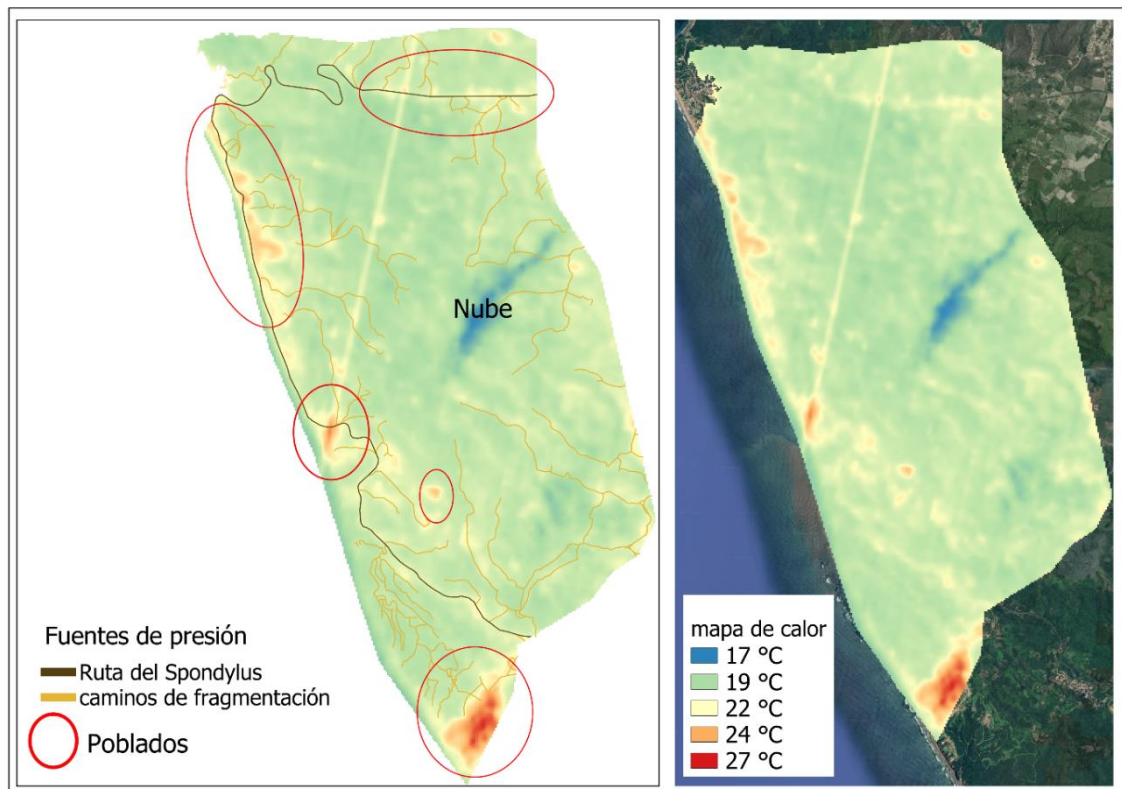 Nube
Fuentes de presión
Ruta del Spondylus
caminos de fragmentación
Poblados
mapa de calor
17 °C
19 °C
22 °C
24 °C
27 °C